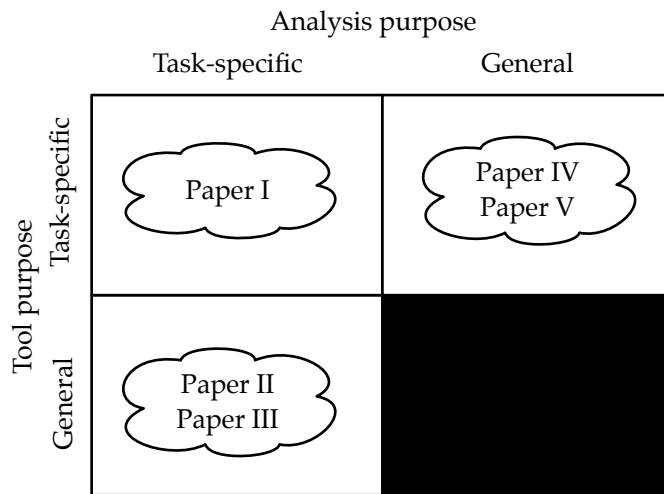 Analysis purpose
Task-specific
General
Tool purpose
Task-specific
Paper I
Paper IV
Paper V
General
Paper II
Paper III